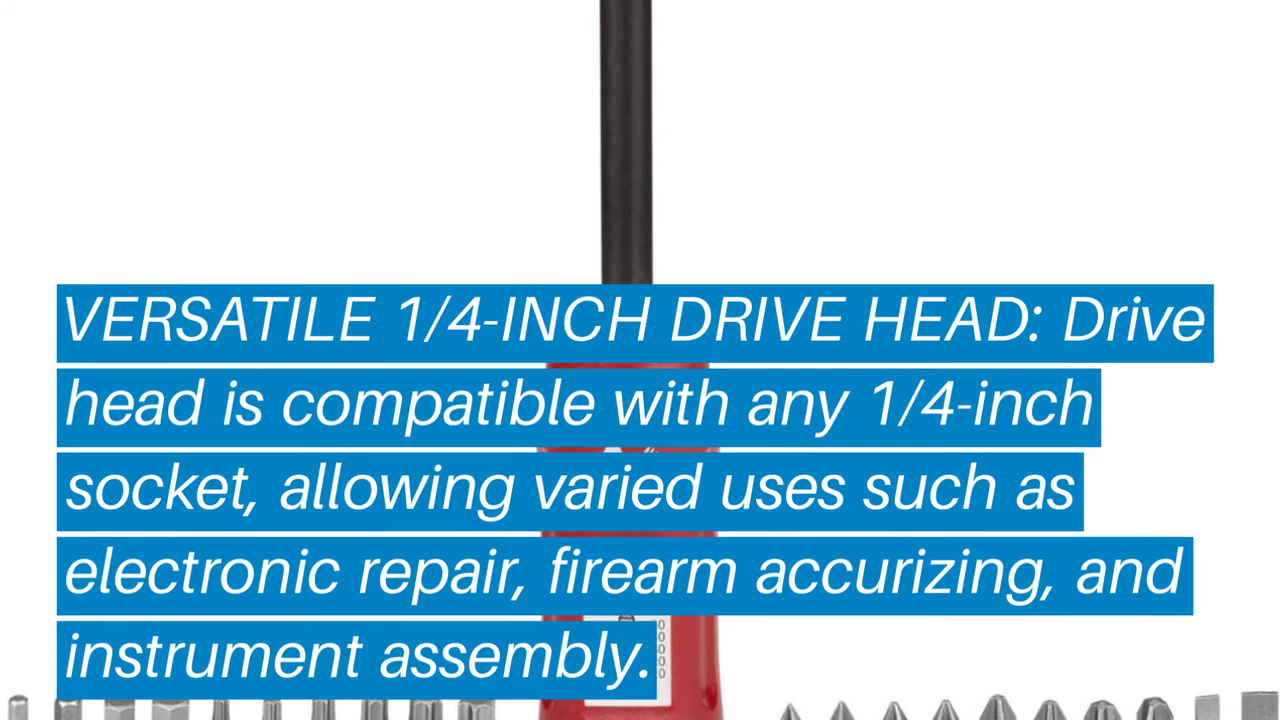 VERSATILE 1/4-INCH DRIVE HEAD: Drive
head is compatible with any 1/4-inch
socket, allowing varied uses such as
electronic repair, firearm accurizing, and
instrument assembly.